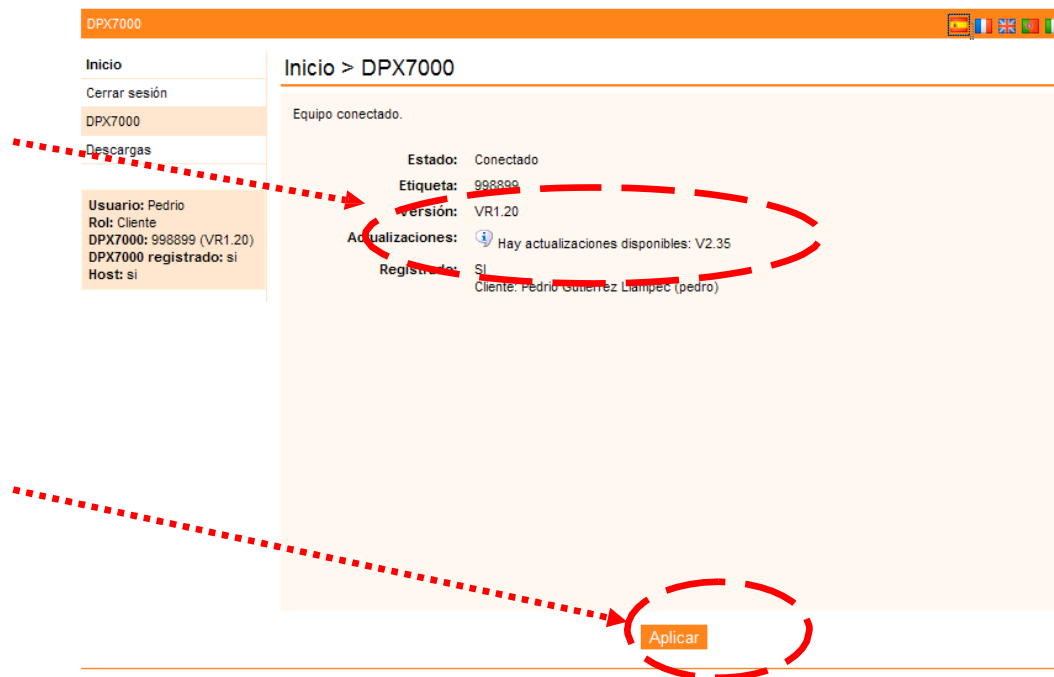 DPX7000
Inicio
Cerrar sesión
DPX7000
Descargas
Usuario: Pedrio
Rol: Cliente
DPX7000: 998899 (VR1.20)
DPX7000 registrado: si
Host: si
Inicio > DPX7000
Equipo conectado.
Estado: Conectado
Etiqueta: 998899
Versión: VR1.20
Actualizaciones: Hay actualizaciones disponibles: V2.35
Registrado: SI
Cliente: Pedrio Gutierrez Llampec (pedro)
Aplicar